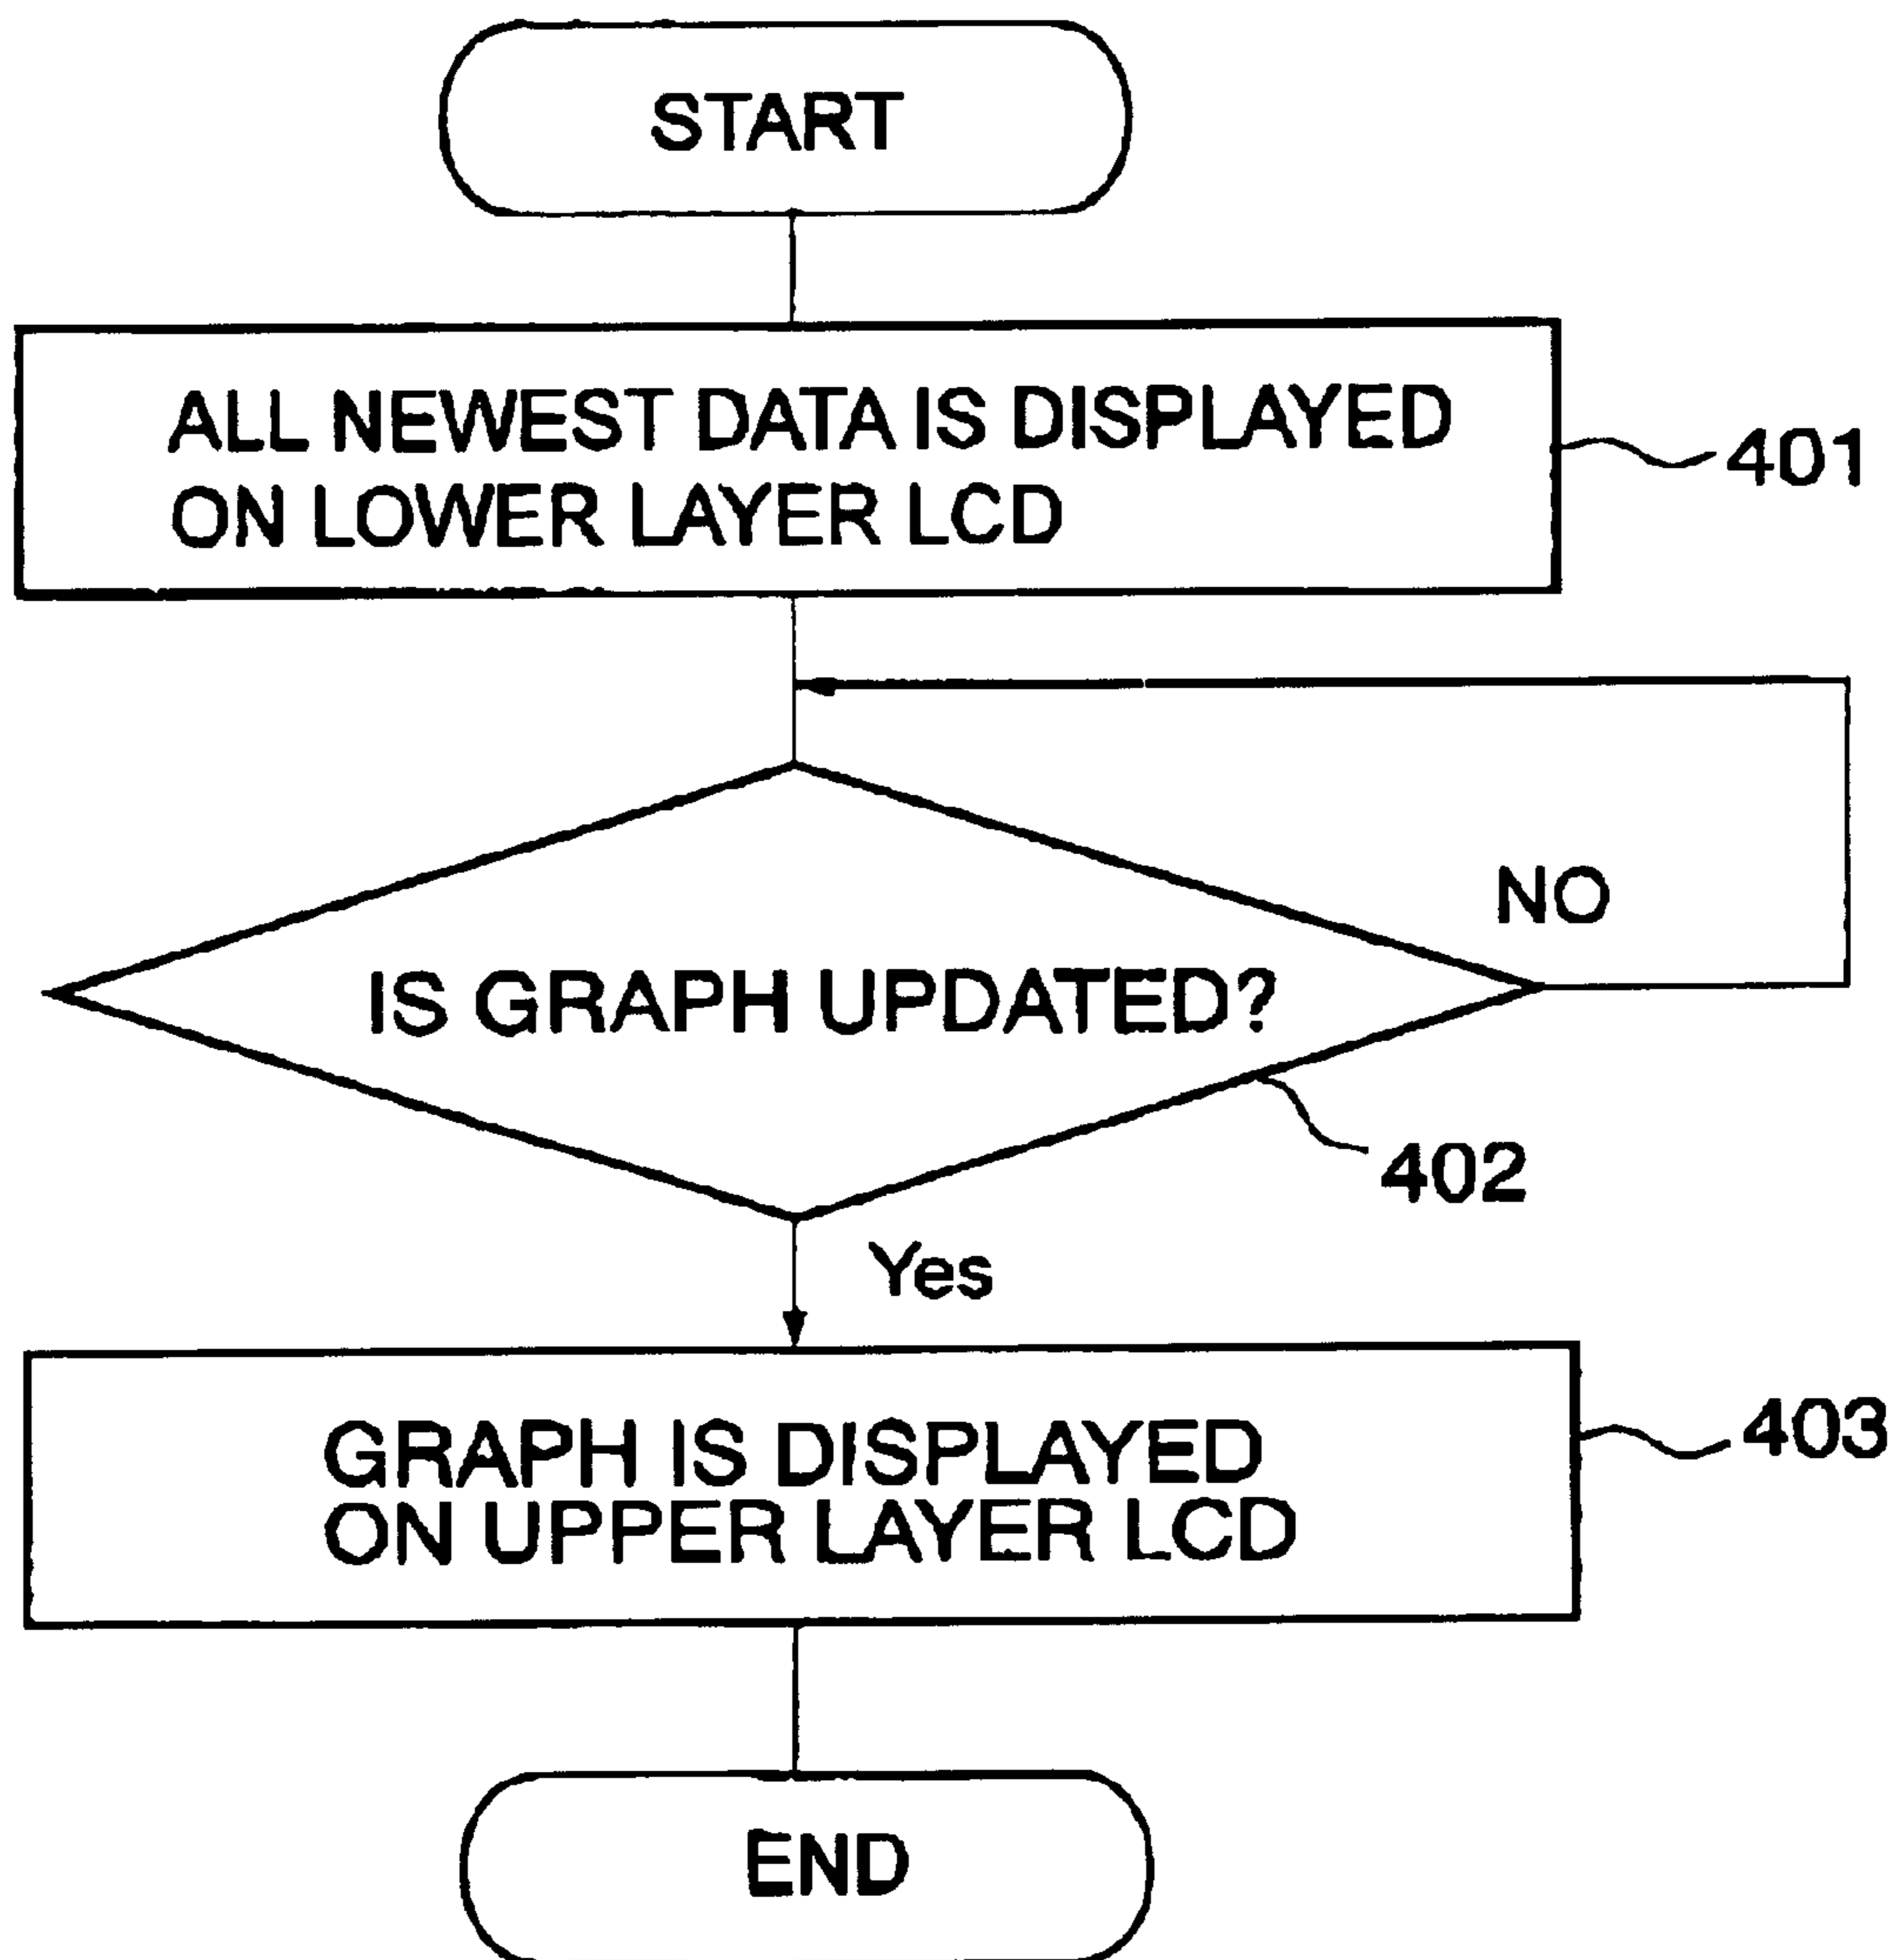 START
ALL NEWEST DATA IS DISPLAYED
ON LOWER LAYER LCD
401
NO
IS GRAPH UPDATED?
402
Yes
GRAPH IS DISPLAYED
ON UPPER LAYER LCD
403
END